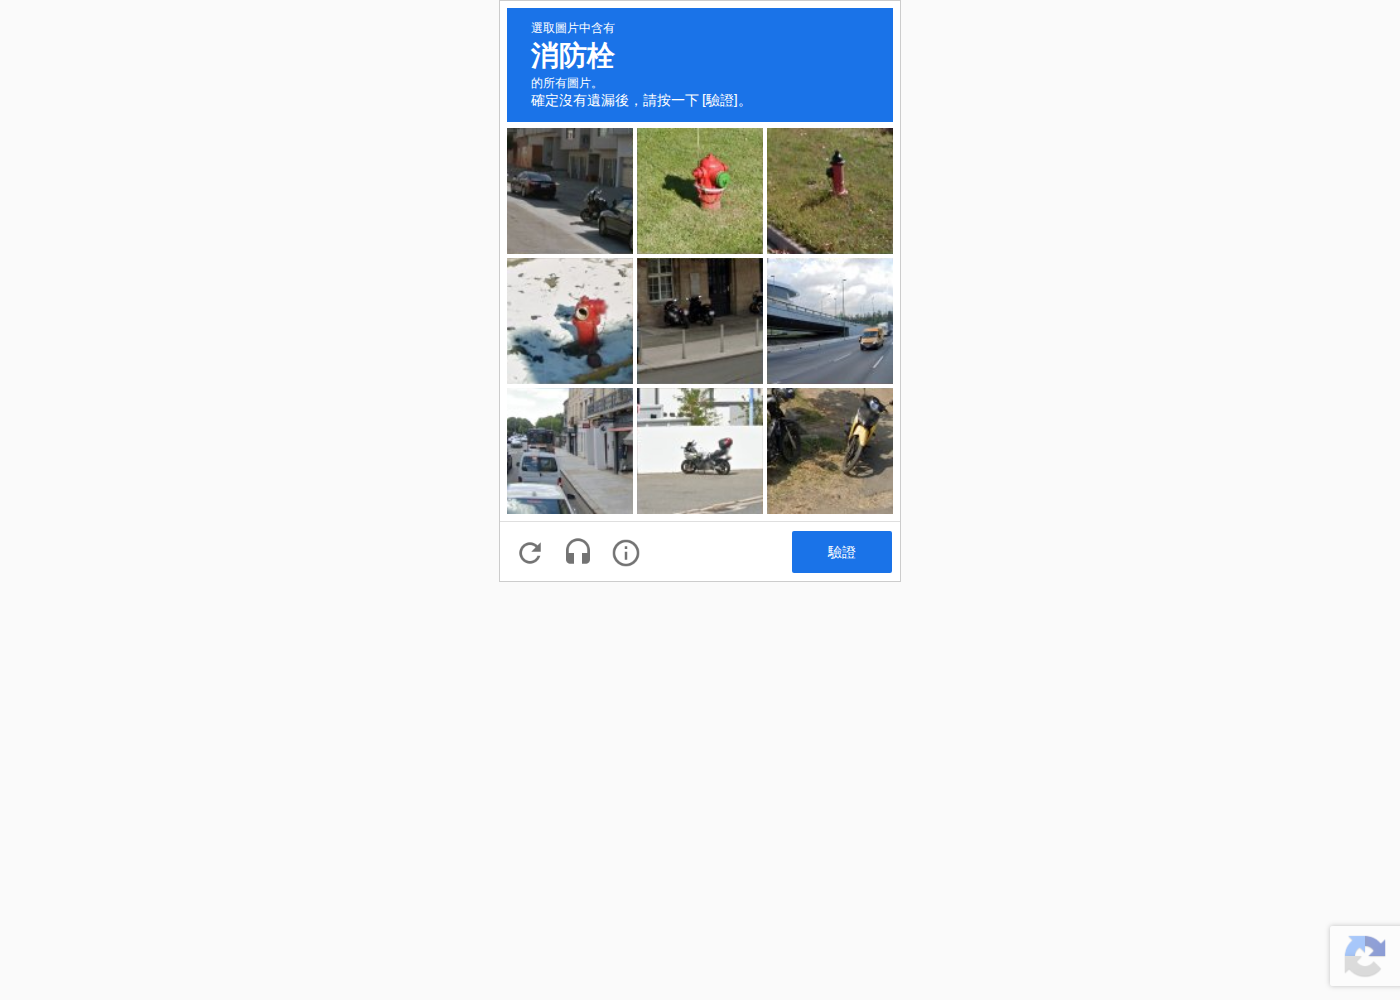 選取圖片中含有
消防栓
的所有圖片。
確定沒有遺漏後，請按一下 [驗證]。
驗證